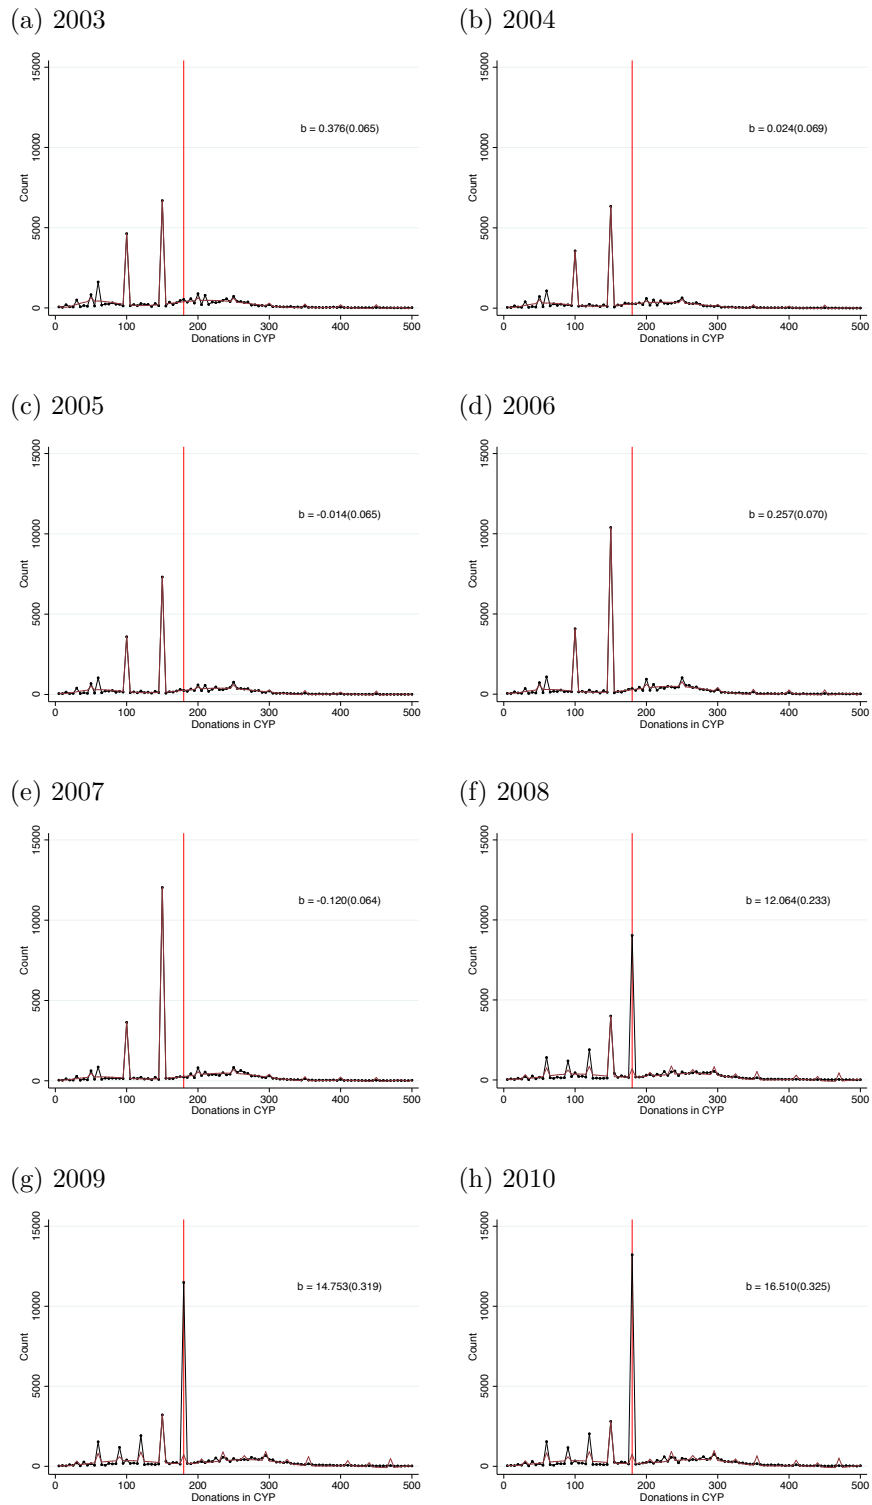 (a) 2003
15000
10000
5000
0
Count
b = 0.376(0.065)
0 100 200 300 400 500
Donations in CYP
(b) 2004
15000
10000
5000
0
Count
b = 0.024(0.069)
0 100 200 300 400 500
Donations in CYP
(c) 2005
15000
10000
5000
0
Count
b = -0.014(0.065)
0 100 200 300 400 500
Donations in CYP
(d) 2006
15000
10000
5000
0
Count
b = 0.257(0.070)
0 100 200 300 400 500
Donations in CYP
(e) 2007
15000
10000
5000
0
Count
b = -0.120(0.064)
0 100 200 300 400 500
Donations in CYP
(f) 2008
15000
10000
5000
0
Count
b = 12.064(0.233)
0 100 200 300 400 500
Donations in CYP
(g) 2009
15000
10000
5000
0
Count
b = 14.753(0.319)
0 100 200 300 400 500
Donations in CYP
(h) 2010
15000
10000
5000
0
Count
b = 16.510(0.325)
0 100 200 300 400 500
Donations in CYP